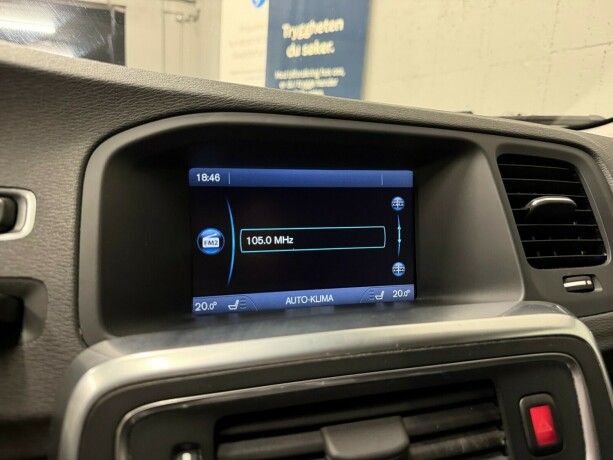 Tryggheten
du søker.
18:46
FM2
105.0 MHz
20.0°
AUTO-KLIMA
20.0°